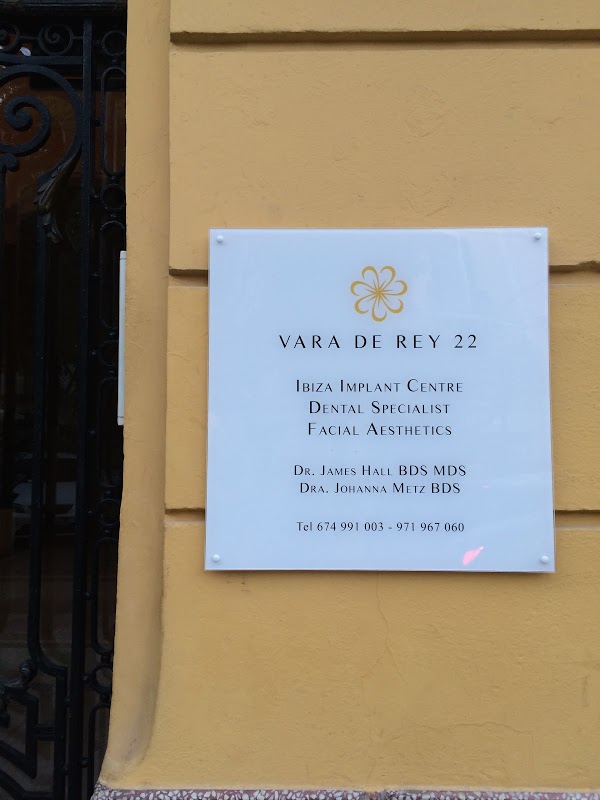 VARA DE REY 22
IBIZA IMPLANT CENTRE
DENTAL SPECIALIST
FACIAL AESTHETICS
DR. JAMES HALL BDS MDS
DRA. JOHANNA METZ BDS
Tel 674 991 003 - 971 967 060